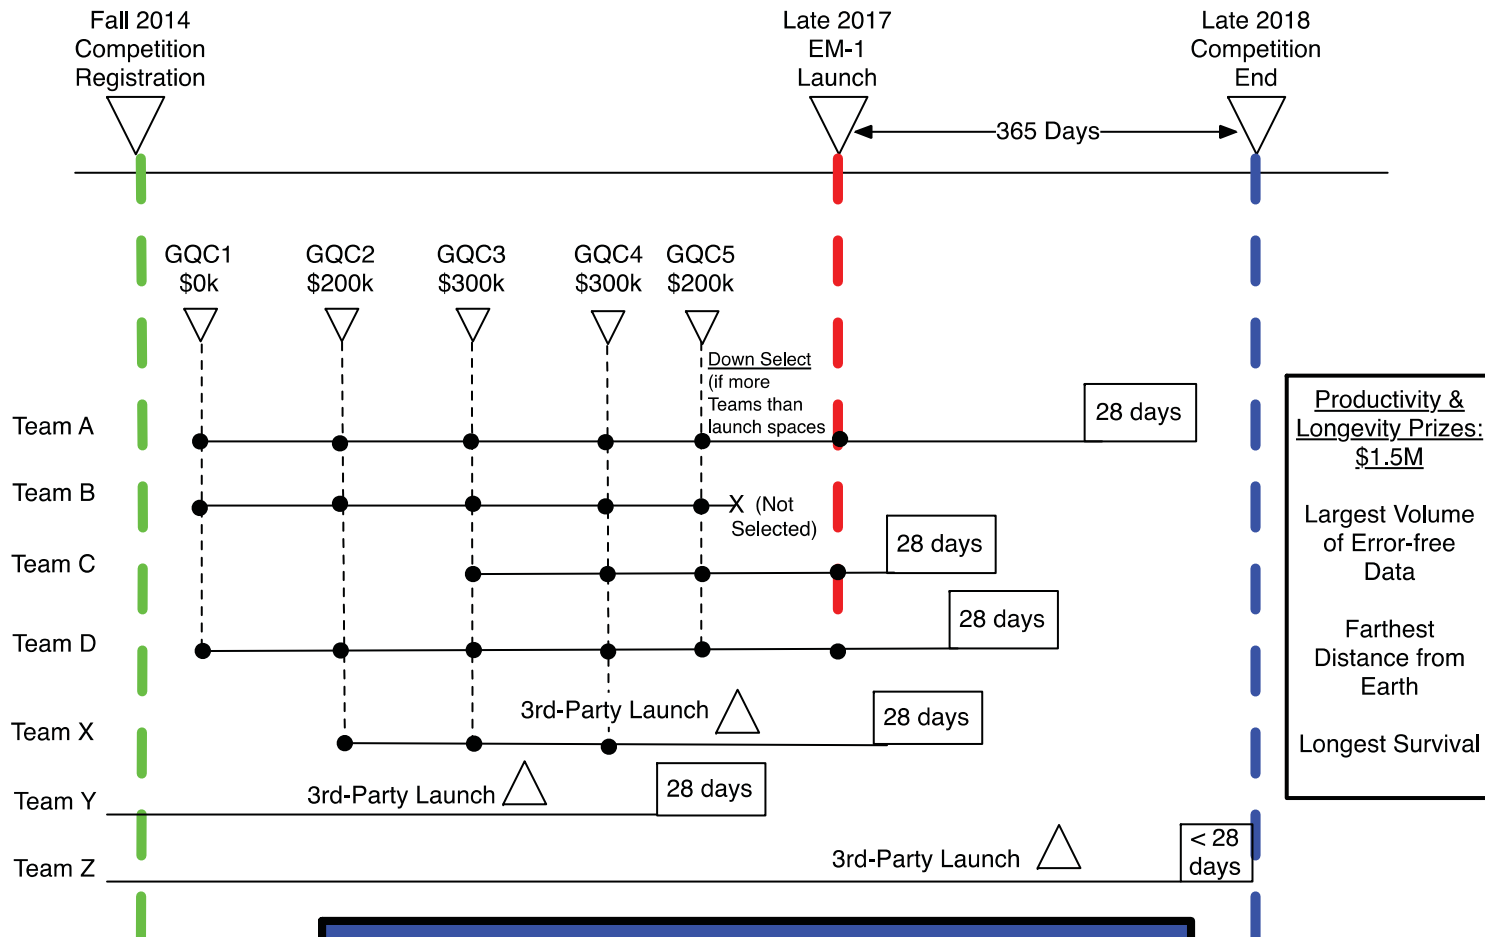 Fall 2014
Competition
Registration
Late 2017
EM-1
Launch
Late 2018
Competition
End
365 Days
GQC1
$0k
GQC2
$200k
GQC3
$300k
GQC4
$300k
GQC5
$200k
Down Select
(if more
Teams than
launch spaces
Team A
28 days
Team B
X (Not
Selected)
Team C
28 days
Team D
28 days
Team X
3rd-Party Launch
28 days
Team Y
3rd-Party Launch
28 days
Team Z
3rd-Party Launch
< 28
days
Productivity &
Longevity Prizes:
$1.5M
Largest Volume
of Error-free
Data
Farthest
Distance from
Earth
Longest Survival